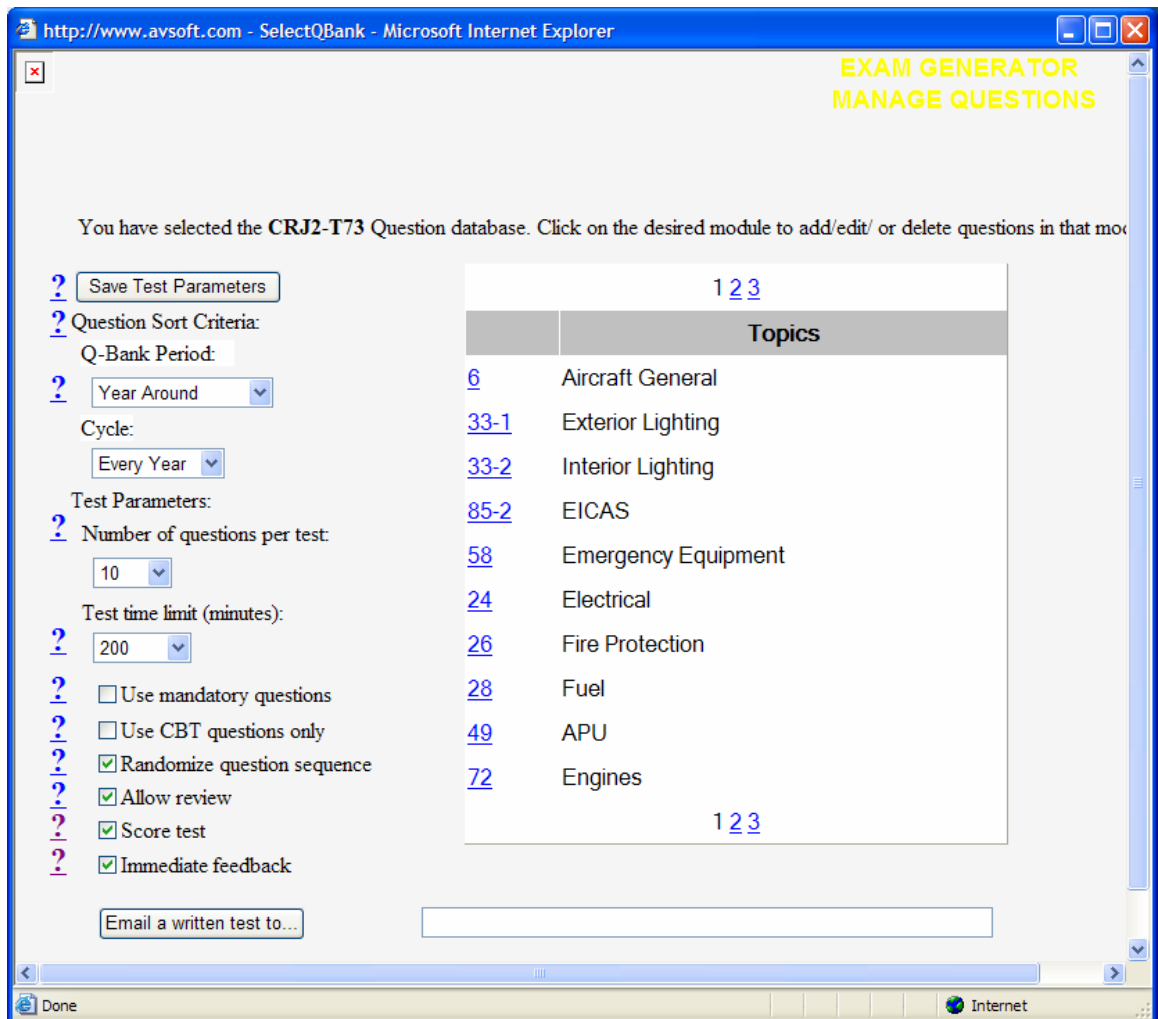 http://www.avsoft.com - SelectQBank - Microsoft Internet Explorer
EXAM GENERATOR
MANAGE QUESTIONS
You have selected the CRJ2-T73 Question database. Click on the desired module to add/edit/ or delete questions in that mo
? Save Test Parameters
? Question Sort Criteria:
Q-Bank Period:
? Year Around
Cycle:
Every Year
Test Parameters:
? Number of questions per test:
10
Test time limit (minutes):
? 200
? Use mandatory questions
? Use CBT questions only
? Randomize question sequence
? Allow review
? Score test
? Immediate feedback
Email a written test to...
1 2 3
Topics
6 Aircraft General
33-1 Exterior Lighting
33-2 Interior Lighting
85-2 EICAS
58 Emergency Equipment
24 Electrical
26 Fire Protection
28 Fuel
49 APU
72 Engines
1 2 3
Done
Internet